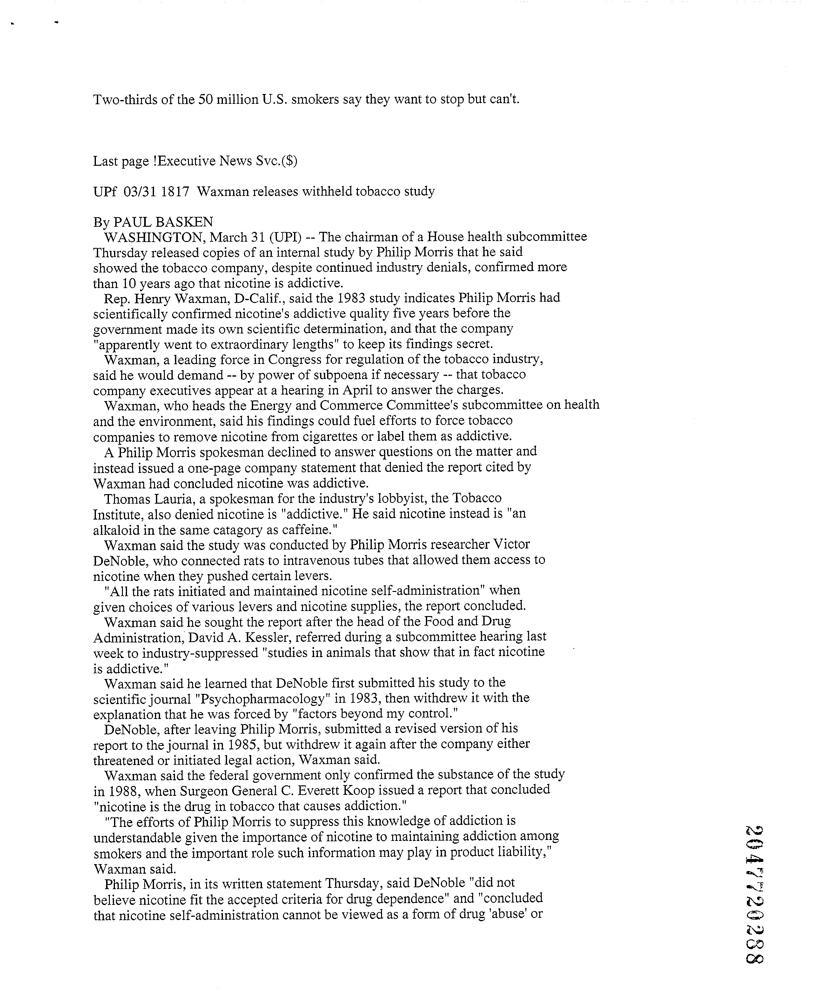 Two-thirds of the 50 million U.S. smokers say they want to stop but can't.
Last page !Executive News Svc.($)
UPf 03/31 1817 Waxman releases withheld tobacco study
By PAUL BASKEN
WASHINGTON, March 31 (UPI) -- The chairman of a House health subcommittee
Thursday released copies of an internal study by Philip Morris that he said
showed the tobacco company, despite continued industry denials, confirmed more
than 10 years ago that nicotine is addictive.
Rep. Henry Waxman, D-Calif., said the 1983 study indicates Philip Morris had
scientifically confirmed nicotine's addictive quality five years before the
government made its own scientific determination, and that the company
"apparently went to extraordinary lengths" to keep its findings secret.
Waxman, a leading force in Congress for regulation of the tobacco industry,
said he would demand -- by power of subpoena if necessary -- that tobacco
company executives appear at a hearing in April to answer the charges.
Waxman, who heads the Energy and Commerce Committee's subcommittee on health
and the environment, said his findings could fuel efforts to force tobacco
companies to remove nicotine from cigarettes or label them as addictive.
A Philip Morris spokesman declined to answer questions on the matter and
instead issued a one-page company statement that denied the report cited by
Waxman had concluded nicotine was addictive.
Thomas Lauria, a spokesman for the industry's lobbyist, the Tobacco
Institute, also denied nicotine is "addictive." He said nicotine instead is "an
alkaloid in the same catagory as caffeine."
Waxman said the study was conducted by Philip Morris researcher Victor
DeNoble, who connected rats to intravenous tubes that allowed them access to
nicotine when they pushed certain levers.
"All the rats initiated and maintained nicotine self-administration" when
given choices of various levers and nicotine supplies, the report concluded.
Waxman said he sought the report after the head of the Food and Drug
Administration, David A. Kessler, referred during a subcommittee hearing last
week to industry-suppressed "studies in animals that show that in fact nicotine
is addictive."
Waxman said he learned that DeNoble first submitted his study to the
scientific journal "Psychopharmacology" in 1983, then withdrew it with the
explanation that he was forced by "factors beyond my control."
DeNoble, after leaving Philip Morris, submitted a revised version of his
report to the journal in 1985, but withdrew it again after the company either
threatened or initiated legal action, Waxman said.
Waxman said the federal government only confirmed the substance of the study
in 1988, when Surgeon General C. Everett Koop issued a report that concluded
"nicotine is the drug in tobacco that causes addiction."
"The efforts of Philip Morris to suppress this knowledge of addiction is
understandable given the importance of nicotine to maintaining addiction among
smokers and the important role such information may play in product liability,"
Waxman said.
Philip Morris, in its written statement Thursday, said DeNoble "did not
believe nicotine fit the accepted criteria for drug dependence" and "concluded
that nicotine self-administration cannot be viewed as a form of drug 'abuse' or
2047720288